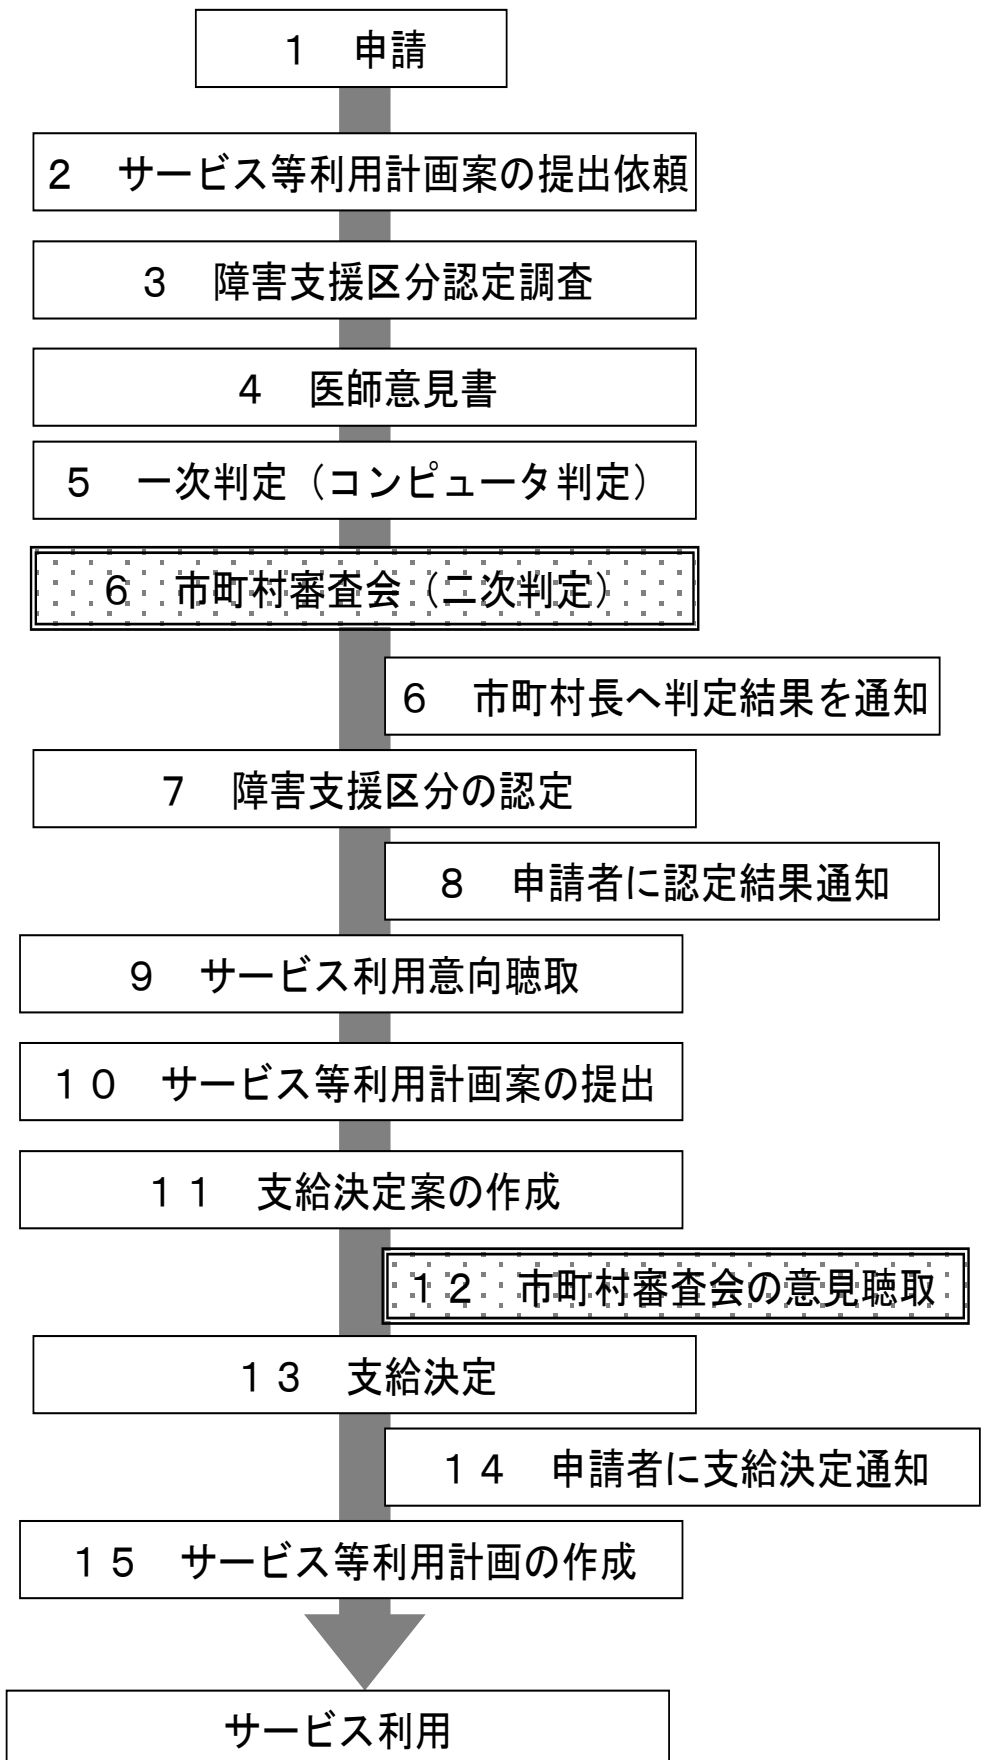 １　申請
２　サービス等利用計画案の提出依頼
３　障害支援区分認定調査
４　医師意見書
５　一次判定（コンピュータ判定）
６　市町村審査会（二次判定）
６　市町村長へ判定結果を通知
７　障害支援区分の認定
８　申請者に認定結果通知
９　サービス利用意向聴取
１０　サービス等利用計画案の提出
１１　支給決定案の作成
１２　市町村審査会の意見聴取
１３　支給決定
１４　申請者に支給決定通知
１５　サービス等利用計画の作成
サービス利用